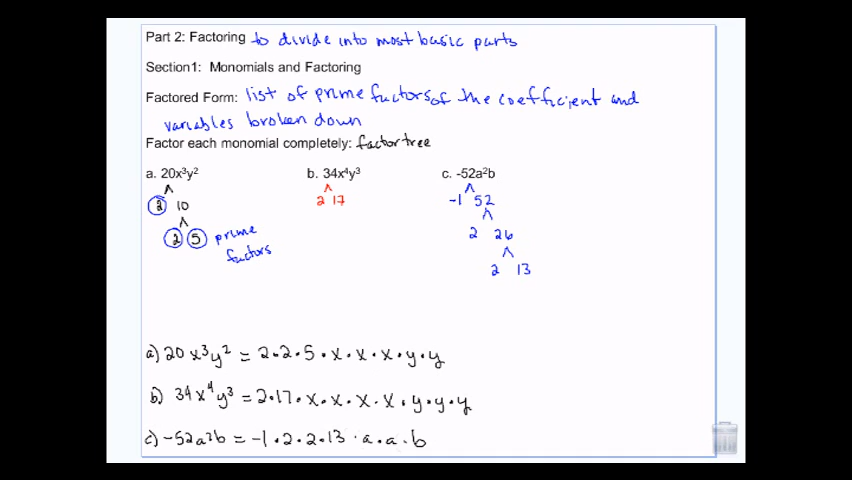 Part 2: Factoring to divide into most basic parts
Section1: Monomials and Factoring
Factored Form: list of prime factors of the coefficient and
variables broken down
Factor each monomial completely: factor tree
a. 20x³y² b. 34x⁴y³ c. -52a²b
2 10 2 17 -1 52
2 5 prime factors 2 26
2 13
a) 20x³y² = 2·2·5·x·x·x·y·y
b) 34x⁴y³ = 2·17·x·x·x·x·y·y·y
c) -52a²b = -1·2·2·13·a·a·b